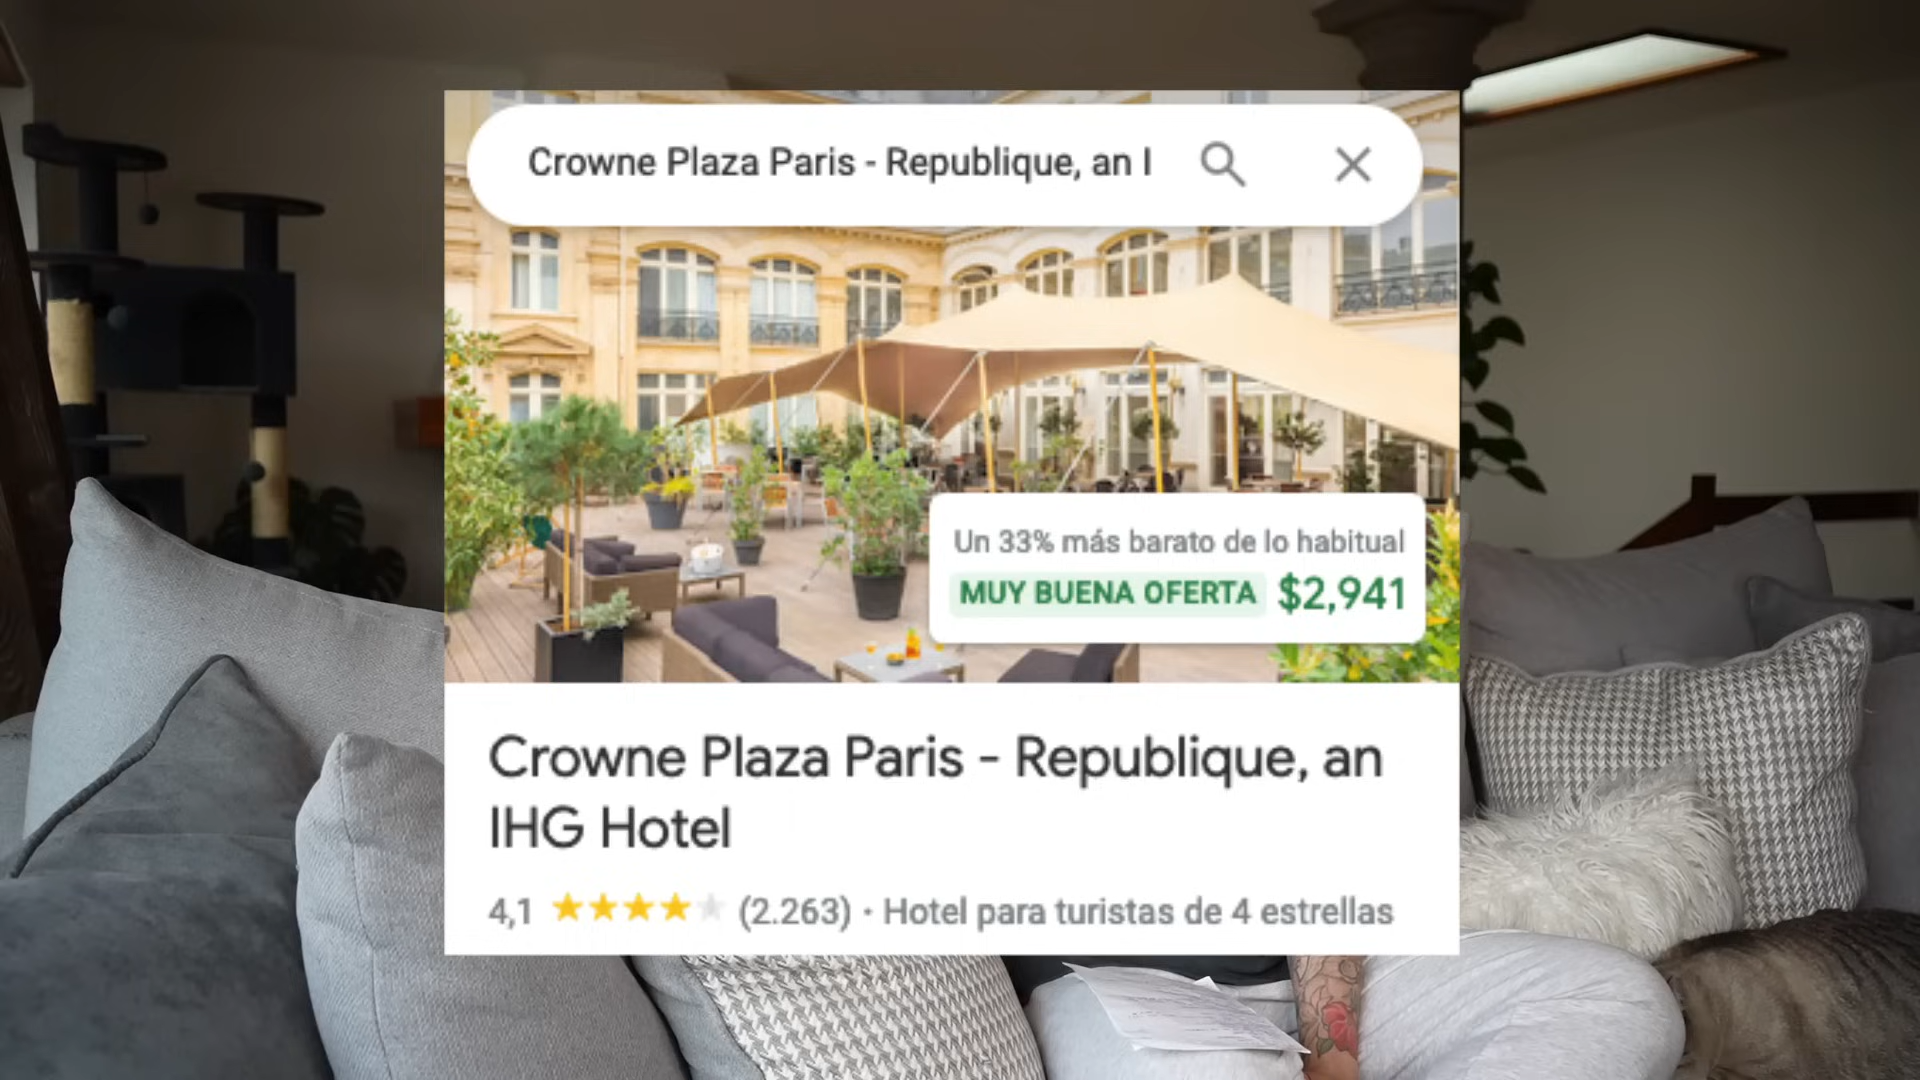 Crowne Plaza Paris - Republique, an I
Un 33% más barato de lo habitual
MUY BUENA OFERTA $2,941
Crowne Plaza Paris - Republique, an
IHG Hotel
4,1 (2.263) · Hotel para turistas de 4 estrellas